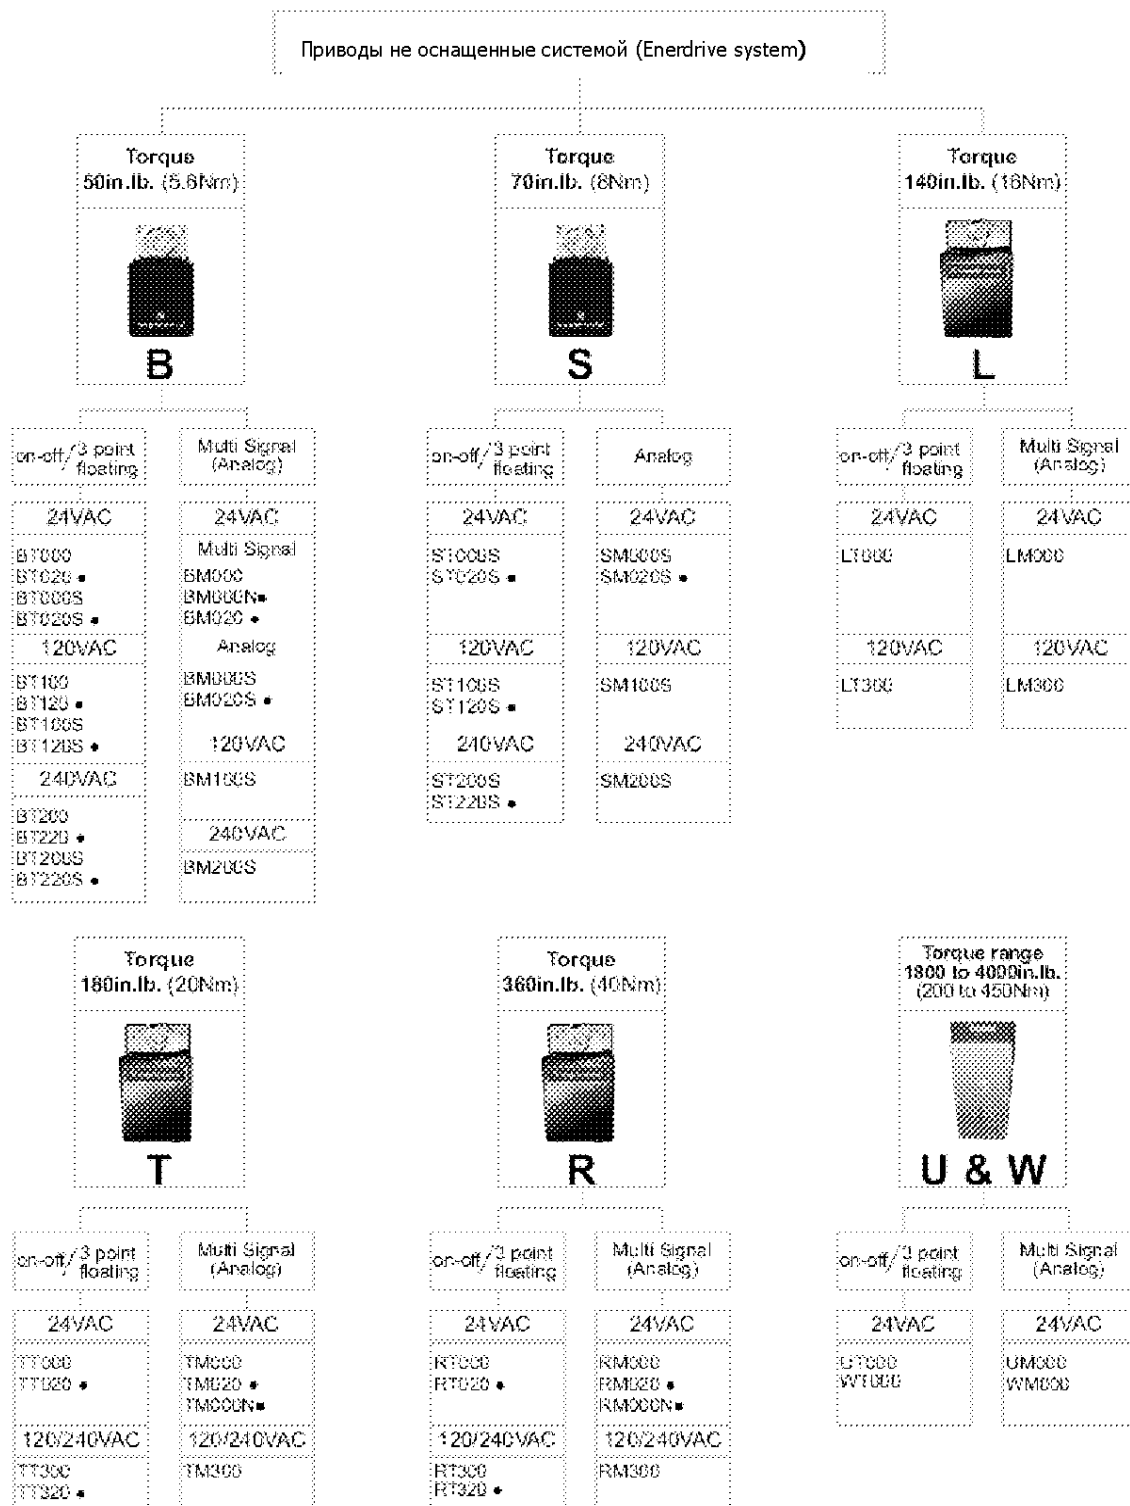 Приводы не оснащенные системой (Enerdrive system)
Torque
50in.lb. (5.6Nm)
B
on-off/3 point floating
24VAC
BT000
BT020 •
BT000S
BT020S •
120VAC
BT100
BT120 •
BT100S
BT120S •
240VAC
BT200
BT220 •
BT200S
BT220S •
Multi Signal
(Analog)
24VAC
Multi Signal
BM000
BM000N■
BM020 •
Analog
BM000S
BM020S •
120VAC
BM100S
240VAC
BM200S
Torque
70in.lb. (8Nm)
S
on-off/3 point floating
24VAC
ST000S
ST020S •
120VAC
ST100S
ST120S •
240VAC
ST200S
ST220S •
Analog
24VAC
SM000S
SM020S •
120VAC
SM100S
240VAC
SM200S
Torque
140in.lb. (16Nm)
L
on-off/3 point floating
24VAC
LT000
120VAC
LT300
Multi Signal
(Analog)
24VAC
LM000
120VAC
LM300
Torque
180in.lb. (20Nm)
T
on-off/3 point floating
24VAC
TT000
TT020 •
120/240VAC
TT300
TT320 •
Multi Signal
(Analog)
24VAC
TM000
TM020 •
TM000N■
120/240VAC
TM300
Torque
360in.lb. (40Nm)
R
on-off/3 point floating
24VAC
RT000
RT020 •
120/240VAC
RT300
RT320 •
Multi Signal
(Analog)
24VAC
RM000
RM020 •
RM000N■
120/240VAC
RM300
Torque range
1800 to 4000in.lb.
(200 to 450Nm)
U & W
on-off/3 point floating
24VAC
UT000
WT000
Multi Signal
(Analog)
24VAC
UM000
WM000